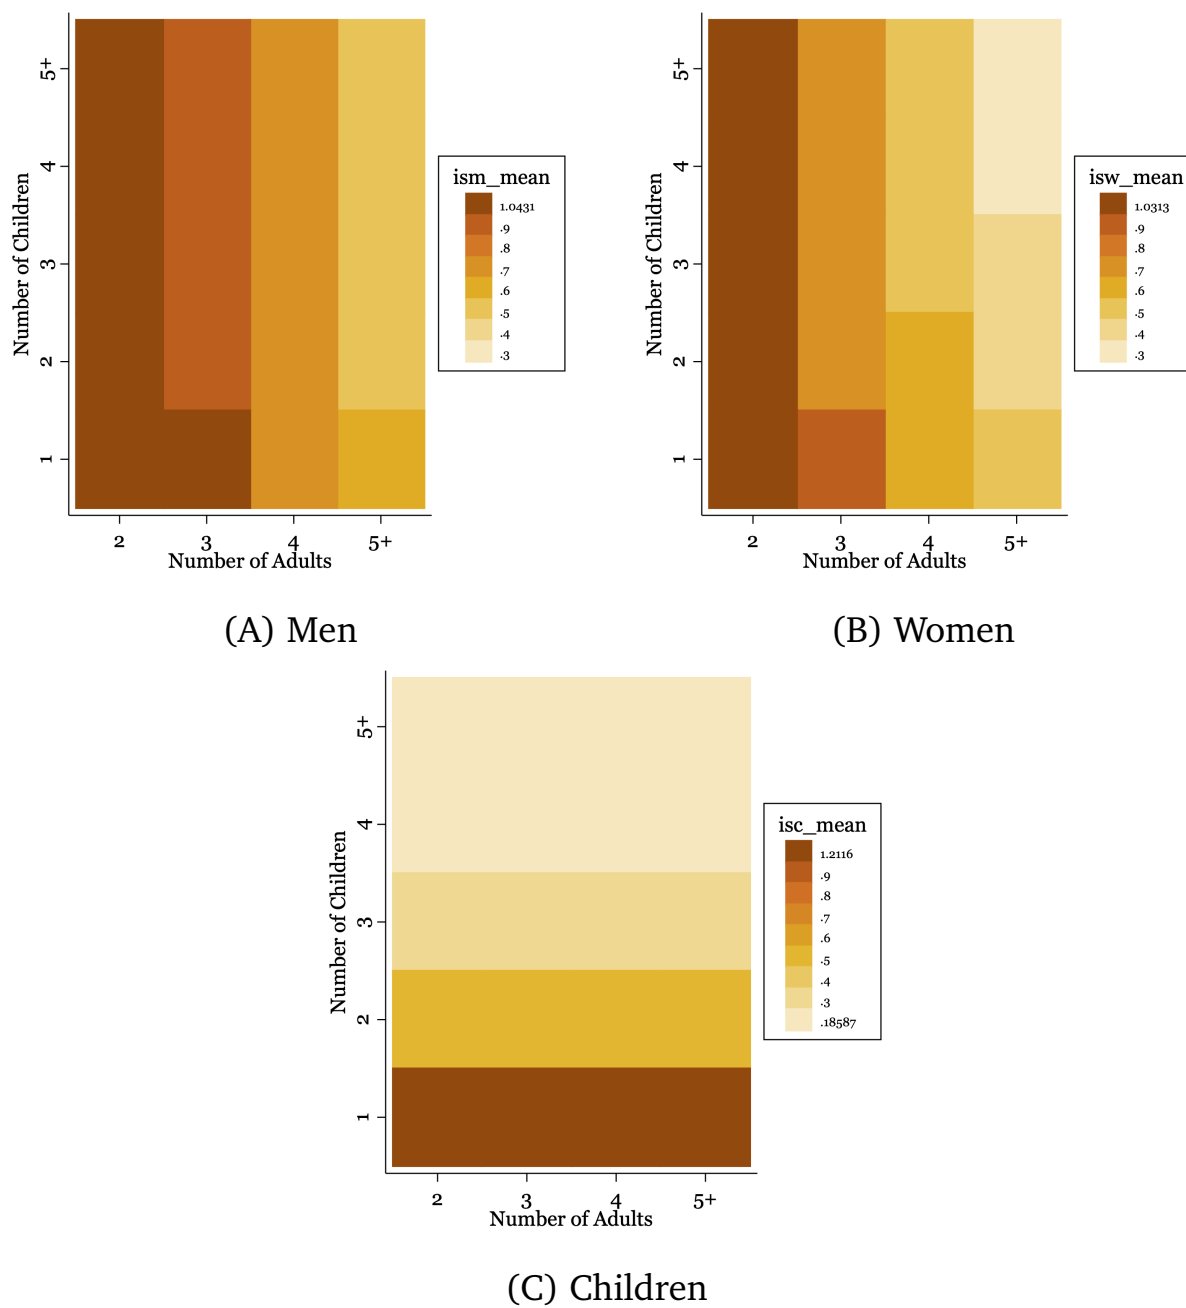 Number of Children
5+
4
3
2
1
2 3 4 5+
Number of Adults
ism_mean
1.0431
.9
.8
.7
.6
.5
.4
.3
(A) Men
Number of Children
5+
4
3
2
1
2 3 4 5+
Number of Adults
isw_mean
1.0313
.9
.8
.7
.6
.5
.4
.3
(B) Women
Number of Children
5+
4
3
2
1
2 3 4 5+
Number of Adults
isc_mean
1.2116
.9
.8
.7
.6
.5
.4
.3
.18587
(C) Children